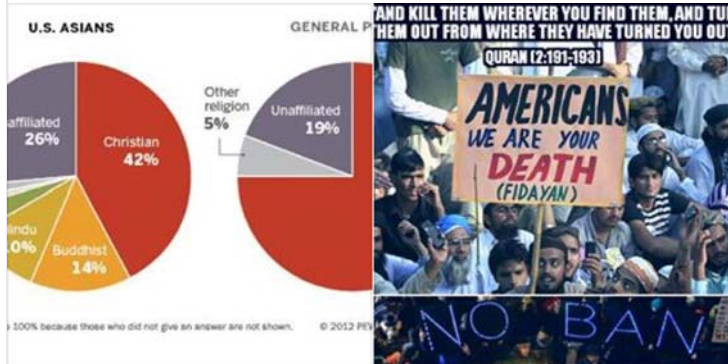 U.S. ASIANS
GENERAL P
affiliated
26%
Christian
42%
indu
0%
Buddhist
14%
Other
religion
5%
Unaffiliated
19%
100% because those who did not give an answer are not shown.
© 2012 PEW
AND KILL THEM WHEREVER YOU FIND THEM, AND TU
HEM OUT FROM WHERE THEY HAVE TURNED YOU OU
QURAN (2:191-193)
AMERICANS
WE ARE YOUR
DEATH
(FIDAYAN)
NO BAN